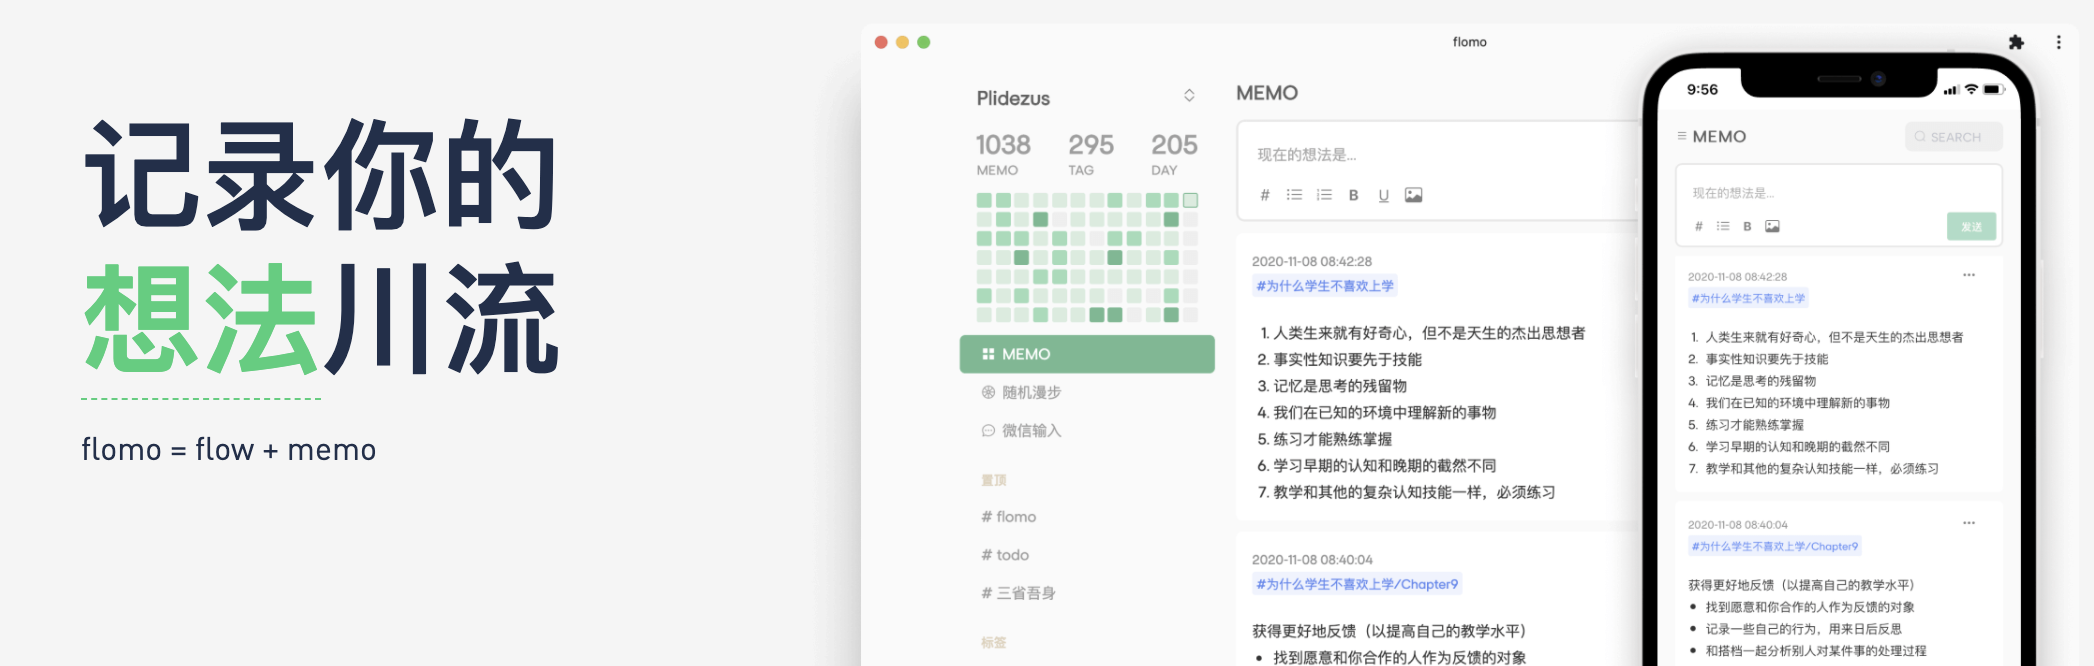 记录你的
想法川流
flomo = flow + memo
flomo
Plidezus
1038 295 205
MEMO TAG DAY
MEMO
随机漫步
微信输入
置顶
# flomo
# todo
# 三省吾身
标签
MEMO
现在的想法是...
# B U
2020-11-08 08:42:28
#为什么学生不喜欢上学
1. 人类生来就有好奇心，但不是天生的杰出思想者
2. 事实性知识要先于技能
3. 记忆是思考的残留物
4. 我们在已知的环境中理解新的事物
5. 练习才能熟练掌握
6. 学习早期的认知和晚期的截然不同
7. 教学和其他的复杂认知技能一样，必须练习
2020-11-08 08:40:04
#为什么学生不喜欢上学/Chapter9
获得更好地反馈（以提高自己的教学水平）
• 找到愿意和你合作的人作为反馈的对象
9:56
MEMO SEARCH
现在的想法是...
# B 发送
2020-11-08 08:42:28
#为什么学生不喜欢上学
1. 人类生来就有好奇心，但不是天生的杰出思想者
2. 事实性知识要先于技能
3. 记忆是思考的残留物
4. 我们在已知的环境中理解新的事物
5. 练习才能熟练掌握
6. 学习早期的认知和晚期的截然不同
7. 教学和其他的复杂认知技能一样，必须练习
2020-11-08 08:40:04
#为什么学生不喜欢上学/Chapter9
获得更好地反馈（以提高自己的教学水平）
• 找到愿意和你合作的人作为反馈的对象
• 记录一些自己的行为，用来日后反思
• 和搭档一起分析别人对某件事的处理过程